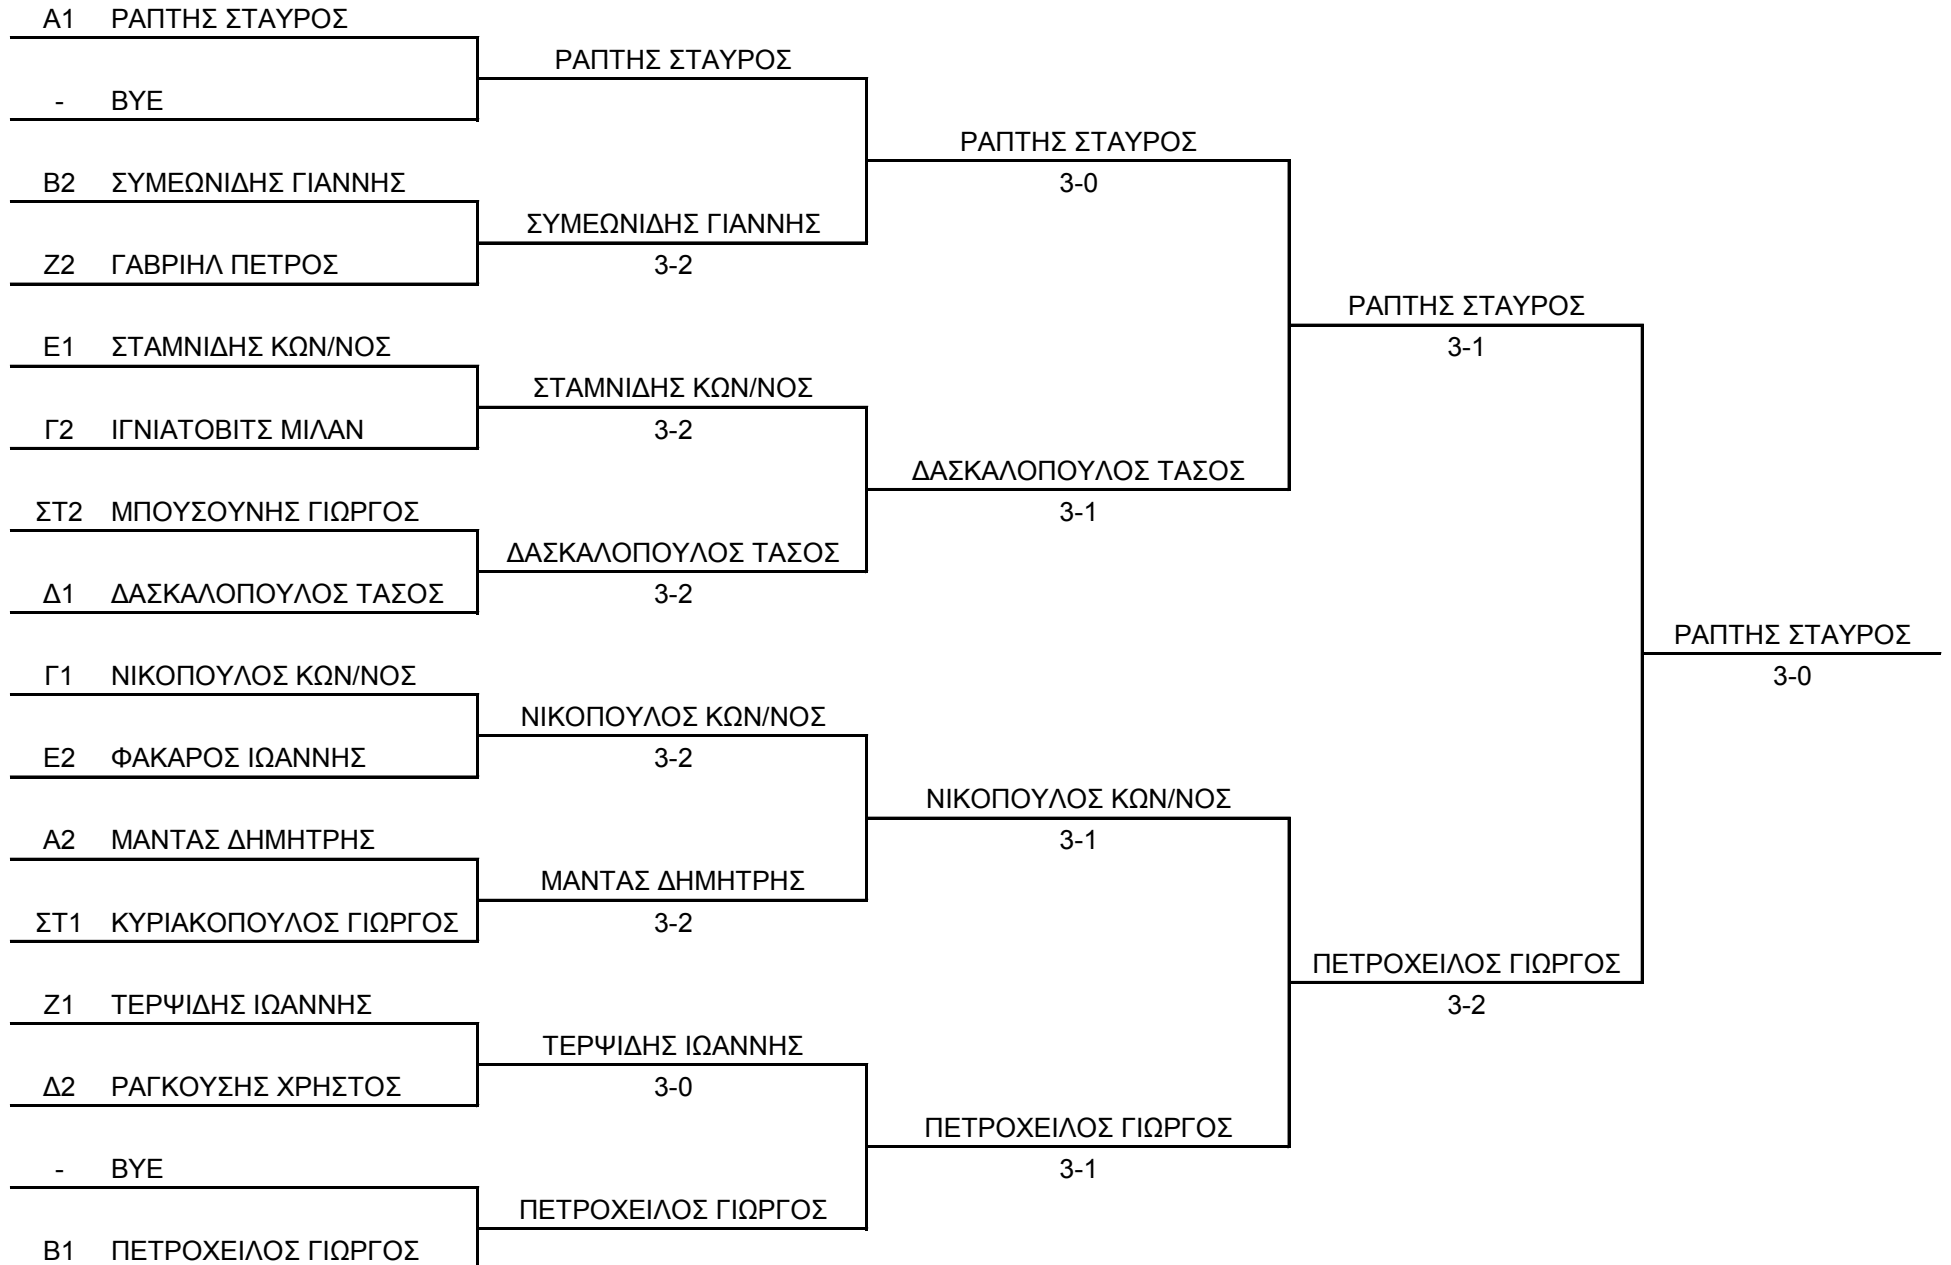 Α1 ΡΑΠΤΗΣ ΣΤΑΥΡΟΣ
ΡΑΠΤΗΣ ΣΤΑΥΡΟΣ
- BYE
ΡΑΠΤΗΣ ΣΤΑΥΡΟΣ
3-0
Β2 ΣΥΜΕΩΝΙΔΗΣ ΓΙΑΝΝΗΣ
ΣΥΜΕΩΝΙΔΗΣ ΓΙΑΝΝΗΣ
3-2
Ζ2 ΓΑΒΡΙΗΛ ΠΕΤΡΟΣ
ΡΑΠΤΗΣ ΣΤΑΥΡΟΣ
3-1
Ε1 ΣΤΑΜΝΙΔΗΣ ΚΩΝ/ΝΟΣ
ΣΤΑΜΝΙΔΗΣ ΚΩΝ/ΝΟΣ
3-2
Γ2 ΙΓΝΙΑΤΟΒΙΤΣ ΜΙΛΑΝ
ΔΑΣΚΑΛΟΠΟΥΛΟΣ ΤΑΣΟΣ
3-1
ΣΤ2 ΜΠΟΥΣΟΥΝΗΣ ΓΙΩΡΓΟΣ
ΔΑΣΚΑΛΟΠΟΥΛΟΣ ΤΑΣΟΣ
3-2
Δ1 ΔΑΣΚΑΛΟΠΟΥΛΟΣ ΤΑΣΟΣ
ΡΑΠΤΗΣ ΣΤΑΥΡΟΣ
3-0
Γ1 ΝΙΚΟΠΟΥΛΟΣ ΚΩΝ/ΝΟΣ
ΝΙΚΟΠΟΥΛΟΣ ΚΩΝ/ΝΟΣ
3-2
Ε2 ΦΑΚΑΡΟΣ ΙΩΑΝΝΗΣ
ΝΙΚΟΠΟΥΛΟΣ ΚΩΝ/ΝΟΣ
3-1
Α2 ΜΑΝΤΑΣ ΔΗΜΗΤΡΗΣ
ΜΑΝΤΑΣ ΔΗΜΗΤΡΗΣ
3-2
ΣΤ1 ΚΥΡΙΑΚΟΠΟΥΛΟΣ ΓΙΩΡΓΟΣ
ΠΕΤΡΟΧΕΙΛΟΣ ΓΙΩΡΓΟΣ
3-2
Ζ1 ΤΕΡΨΙΔΗΣ ΙΩΑΝΝΗΣ
ΤΕΡΨΙΔΗΣ ΙΩΑΝΝΗΣ
3-0
Δ2 ΡΑΓΚΟΥΣΗΣ ΧΡΗΣΤΟΣ
ΠΕΤΡΟΧΕΙΛΟΣ ΓΙΩΡΓΟΣ
3-1
- BYE
ΠΕΤΡΟΧΕΙΛΟΣ ΓΙΩΡΓΟΣ
Β1 ΠΕΤΡΟΧΕΙΛΟΣ ΓΙΩΡΓΟΣ